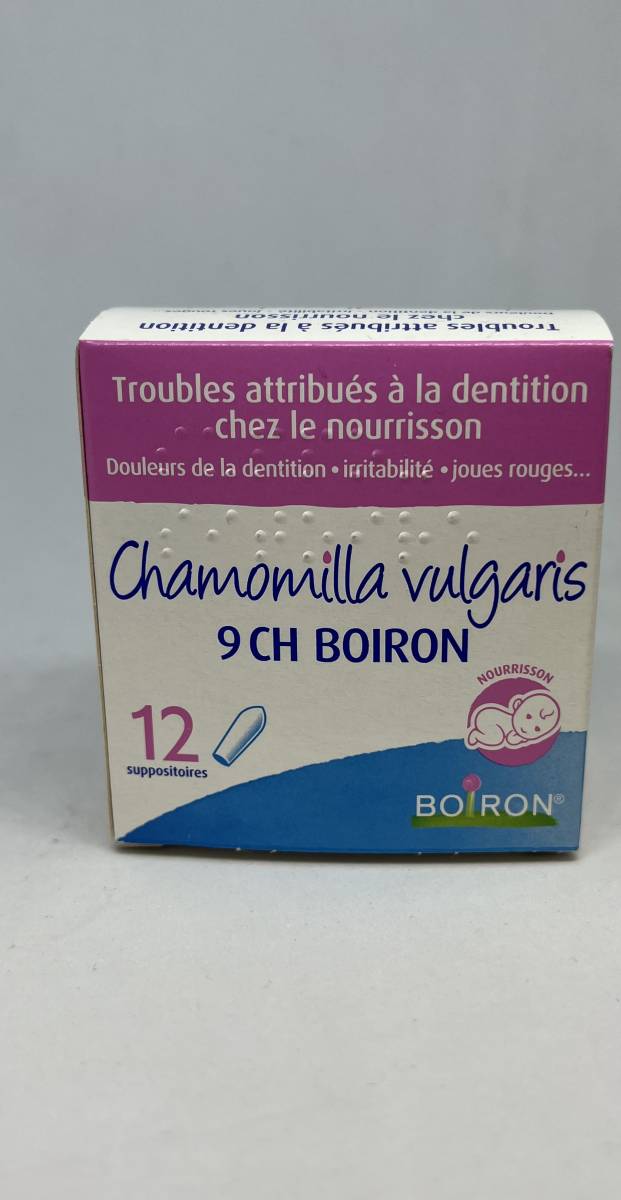 Troubles attribués à la dentition
chez le nourrisson
Troubles attribués à la dentition
chez le nourrisson
Douleurs de la dentition • irritabilité • joues rouges...
Chamomilla vulgaris
9 CH BOIRON
NOURRISSON
12
suppositoires
BOIRON®